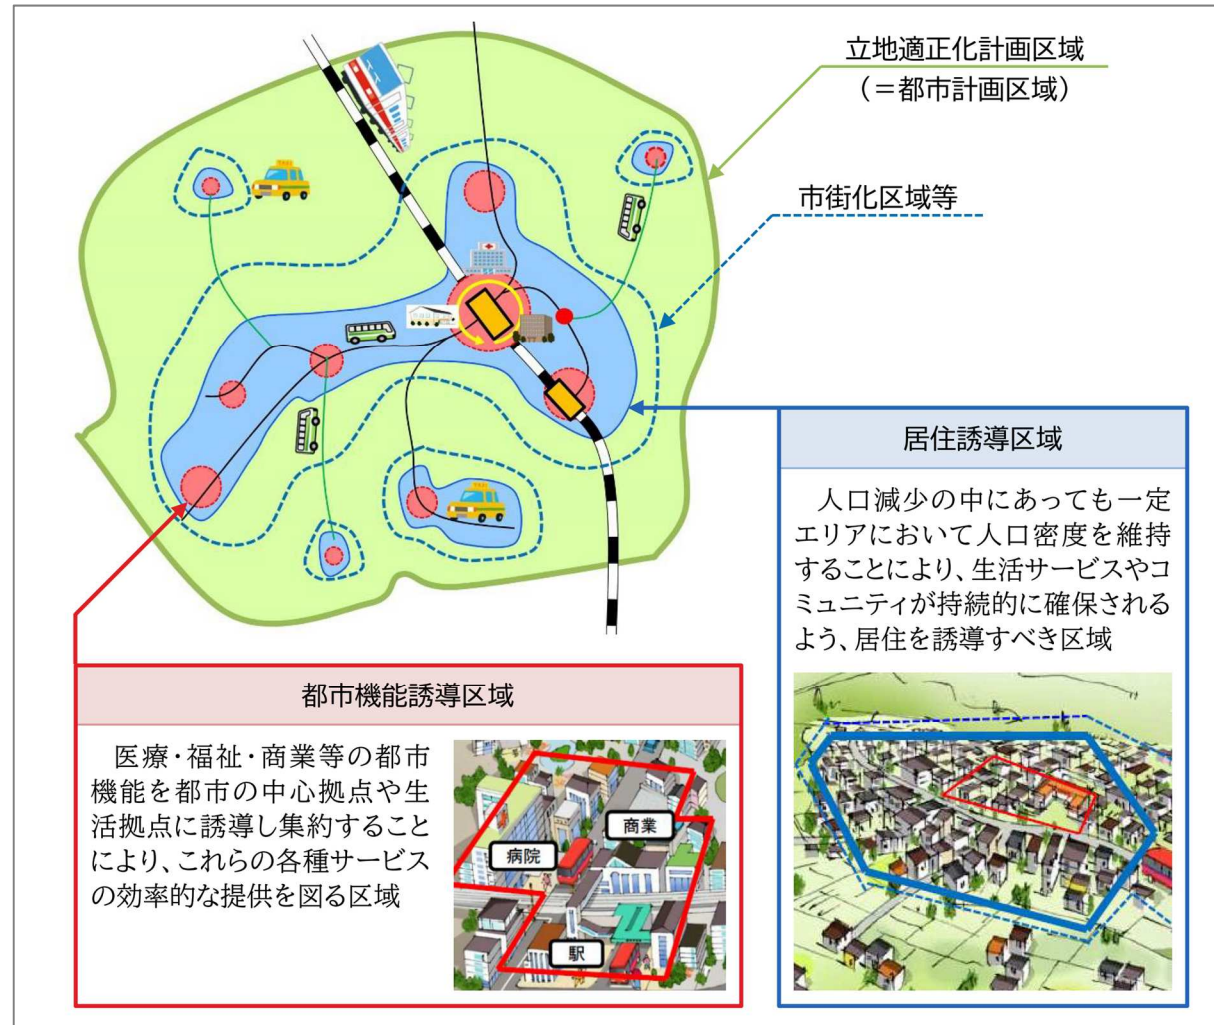 立地適正化計画区域
（＝都市計画区域）
市街化区域等
居住誘導区域
人口減少の中にあっても一定
エリアにおいて人口密度を維持
することにより、生活サービスやコ
ミュニティが持続的に確保される
よう、居住を誘導すべき区域
都市機能誘導区域
医療・福祉・商業等の都市
機能を都市の中心拠点や生
活拠点に誘導し集約すること
により、これらの各種サービス
の効率的な提供を図る区域
商業
病院
駅